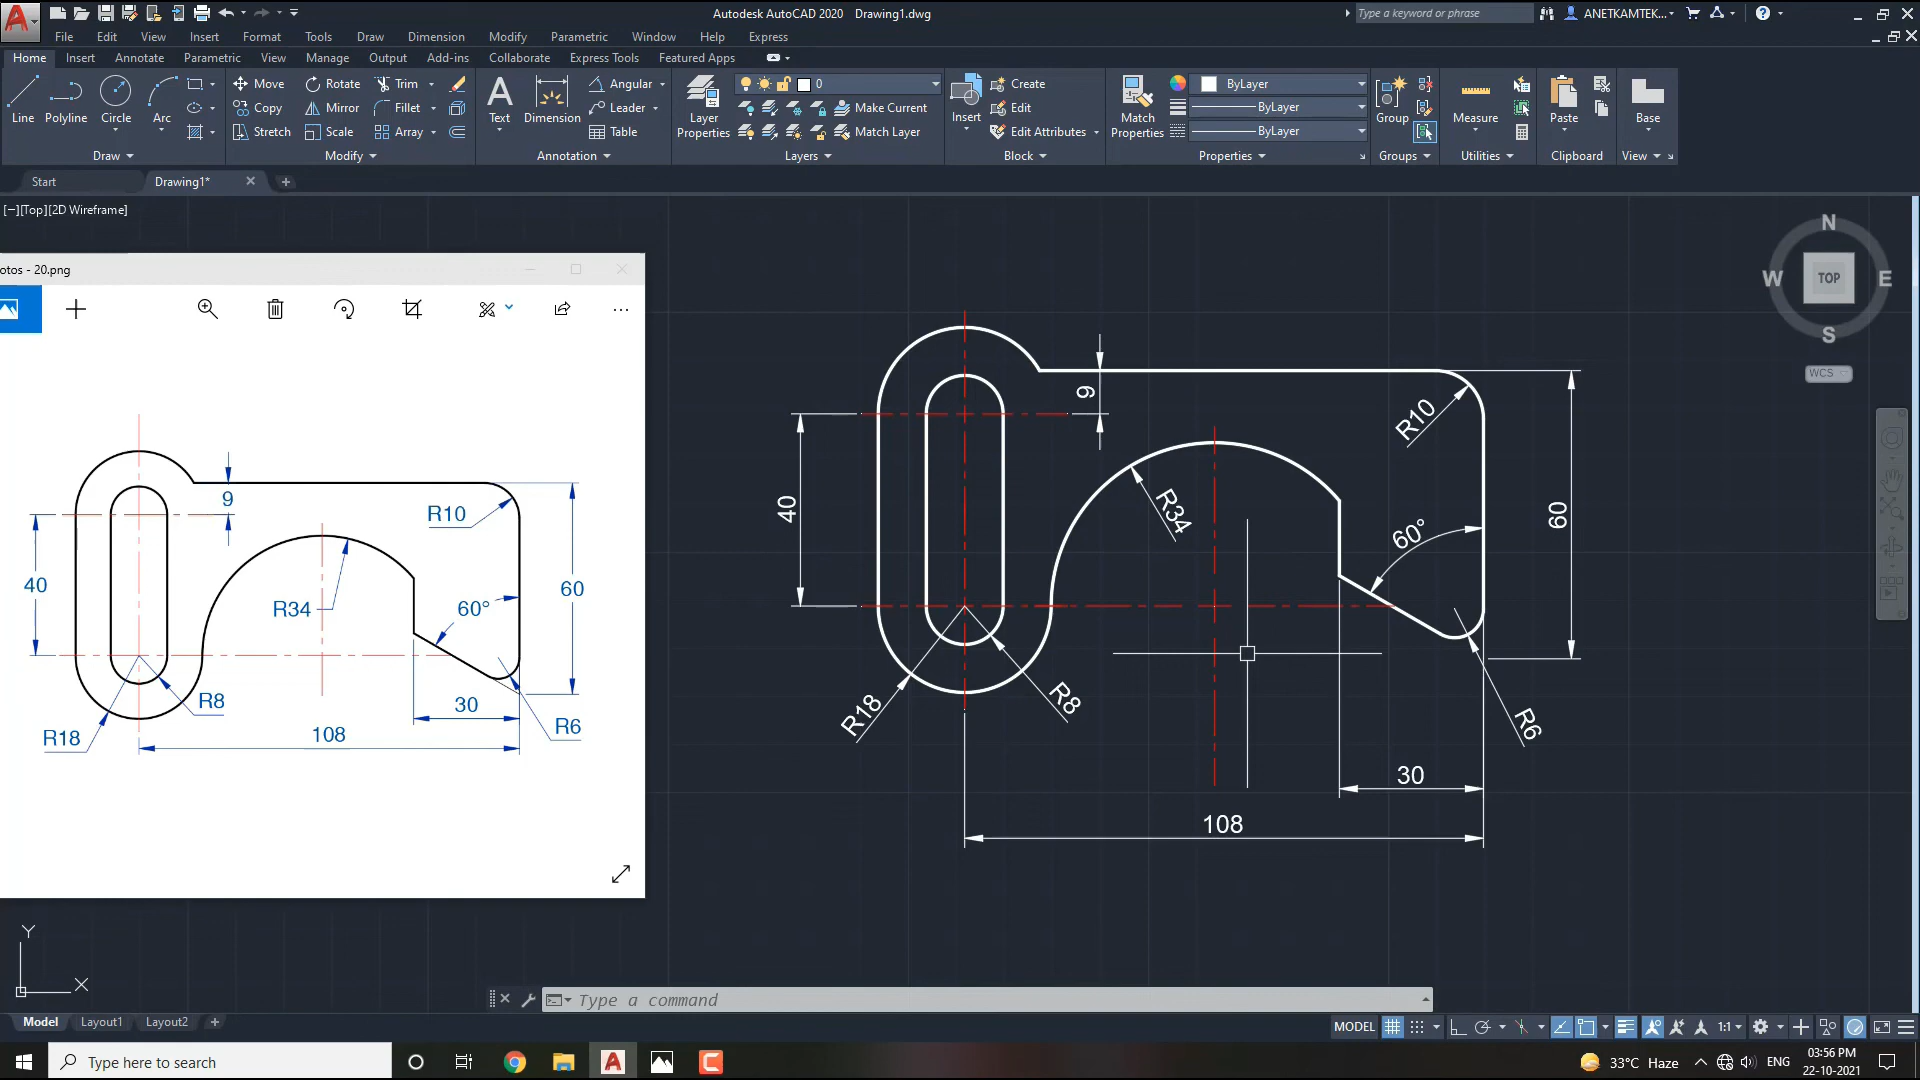 Autodesk AutoCAD 2020 Drawing1.dwg
Type a keyword or phrase
ANETKAMTEK...
File Edit View Insert Format Tools Draw Dimension Modify Parametric Window Help Express
Home Insert Annotate Parametric View Manage Output Add-ins Collaborate Express Tools Featured Apps
Line Polyline Circle Arc
Move Rotate Trim
Copy Mirror Fillet
Stretch Scale Array
Text Dimension
Angular
Leader
Table
Layer Properties
0
Make Current
Match Layer
Insert
Create
Edit
Edit Attributes
Match Properties
ByLayer
ByLayer
ByLayer
Group
Measure
Paste
Base
Draw Modify Annotation Layers Block Properties Groups Utilities Clipboard View
Start Drawing1*
[−][Top][2D Wireframe]
N
W TOP E
S
WCS
otos - 20.png
9
R10
40
R34
60°
60
R8
R18
30
R6
108
9
R10
40
R34
60°
60
R18
R8
R6
30
108
Y
X
Type a command
Model Layout1 Layout2
MODEL
1:1
Type here to search
33°C Haze
ENG
03:56 PM
22-10-2021